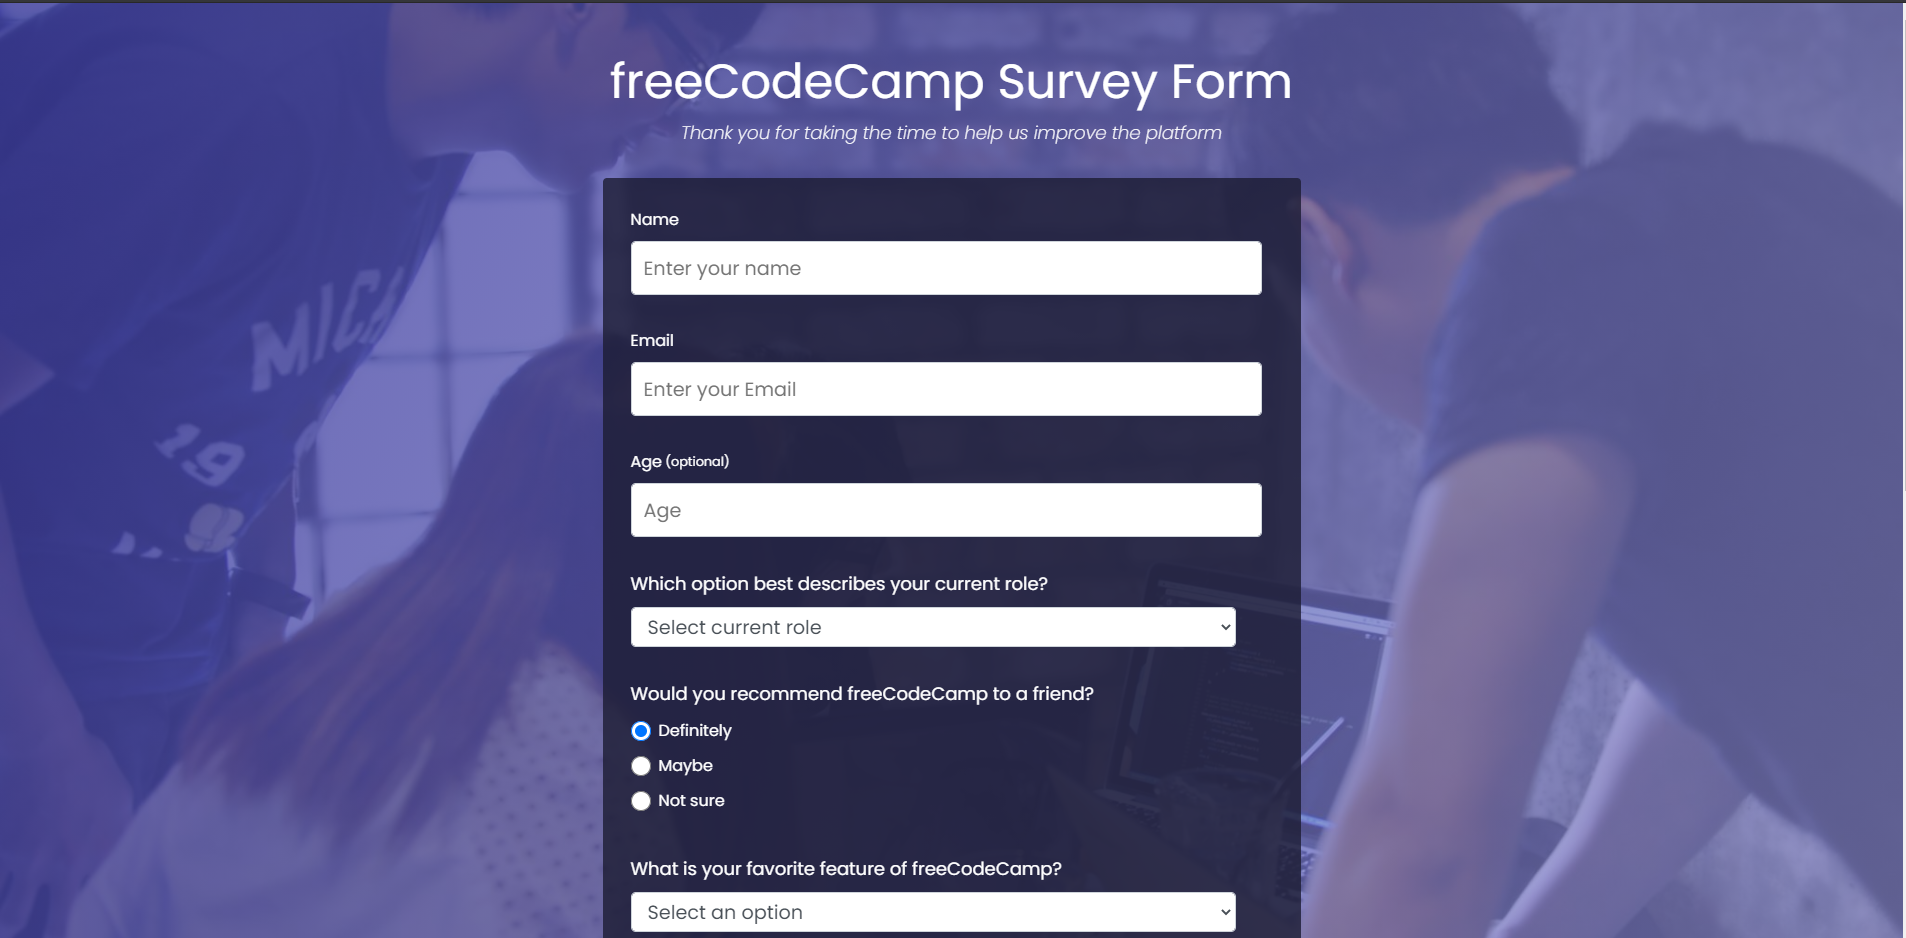 freeCodeCamp Survey Form
Thank you for taking the time to help us improve the platform
Name
Enter your name
Email
Enter your Email
Age (optional)
Age
Which option best describes your current role?
Select current role
Would you recommend freeCodeCamp to a friend?
Definitely
Maybe
Not sure
What is your favorite feature of freeCodeCamp?
Select an option
MICA
19